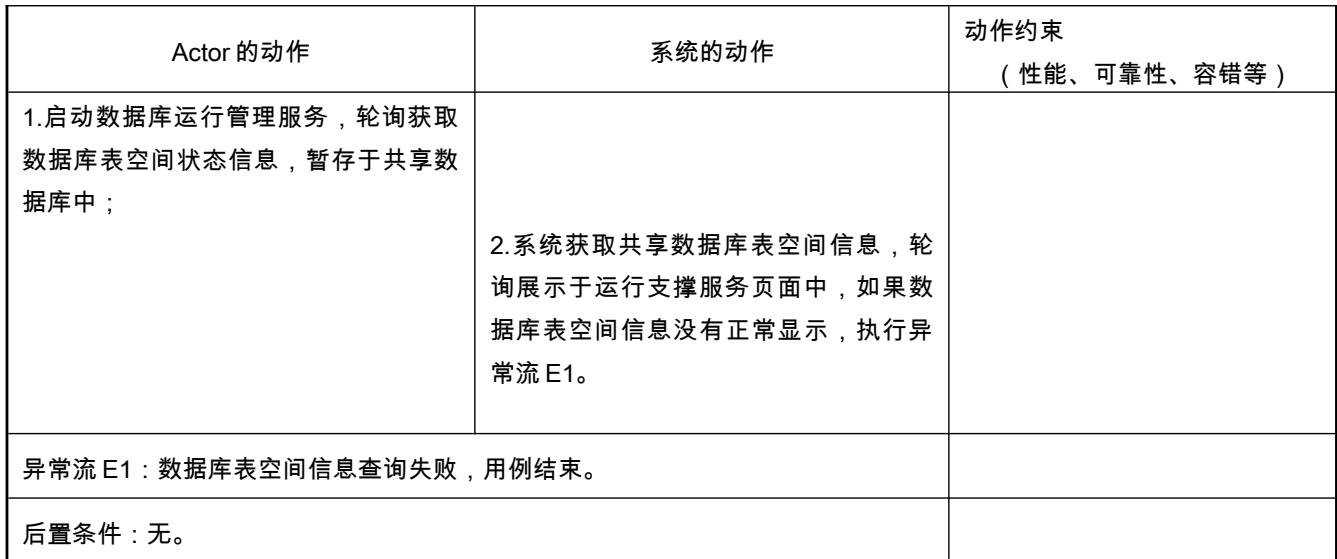 Actor 的动作
系统的动作
动作约束
（性能、可靠性、容错等）
1.启动数据库运行管理服务，轮询获取
数据库表空间状态信息，暂存于共享数
据库中；
2.系统获取共享数据库表空间信息，轮
询展示于运行支撑服务页面中，如果数
据库表空间信息没有正常显示，执行异
常流 E1。
异常流 E1：数据库表空间信息查询失败，用例结束。
后置条件：无。